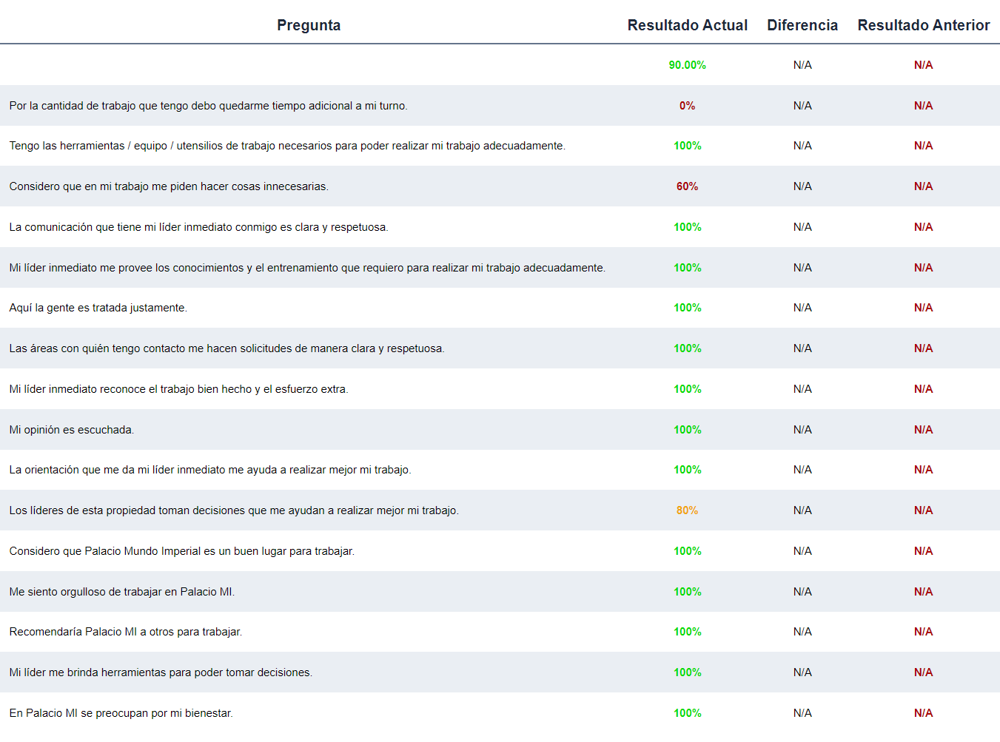 Pregunta Resultado Actual Diferencia Resultado Anterior
90.00% N/A N/A
Por la cantidad de trabajo que tengo debo quedarme tiempo adicional a mi turno. 0% N/A N/A
Tengo las herramientas / equipo / utensilios de trabajo necesarios para poder realizar mi trabajo adecuadamente. 100% N/A N/A
Considero que en mi trabajo me piden hacer cosas innecesarias. 60% N/A N/A
La comunicación que tiene mi líder inmediato conmigo es clara y respetuosa. 100% N/A N/A
Mi líder inmediato me provee los conocimientos y el entrenamiento que requiero para realizar mi trabajo adecuadamente. 100% N/A N/A
Aquí la gente es tratada justamente. 100% N/A N/A
Las áreas con quién tengo contacto me hacen solicitudes de manera clara y respetuosa. 100% N/A N/A
Mi líder inmediato reconoce el trabajo bien hecho y el esfuerzo extra. 100% N/A N/A
Mi opinión es escuchada. 100% N/A N/A
La orientación que me da mi líder inmediato me ayuda a realizar mejor mi trabajo. 100% N/A N/A
Los líderes de esta propiedad toman decisiones que me ayudan a realizar mejor mi trabajo. 80% N/A N/A
Considero que Palacio Mundo Imperial es un buen lugar para trabajar. 100% N/A N/A
Me siento orgulloso de trabajar en Palacio MI. 100% N/A N/A
Recomendaría Palacio MI a otros para trabajar. 100% N/A N/A
Mi líder me brinda herramientas para poder tomar decisiones. 100% N/A N/A
En Palacio MI se preocupan por mi bienestar. 100% N/A N/A